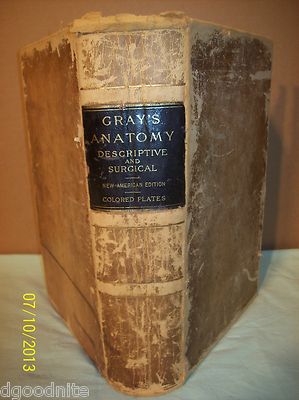 GRAY'S
ANATOMY
DESCRIPTIVE
AND
SURGICAL
NEW-AMERICAN EDITION
COLORED PLATES
07/10/2013
dgoodnite